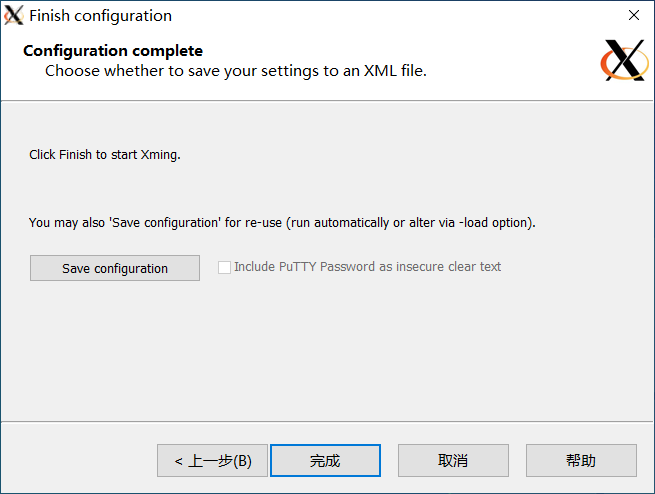 Finish configuration
Configuration complete
Choose whether to save your settings to an XML file.
Click Finish to start Xming.
You may also 'Save configuration' for re-use (run automatically or alter via -load option).
Save configuration
Include PuTTY Password as insecure clear text
< 上一步(B)
完成
取消
帮助